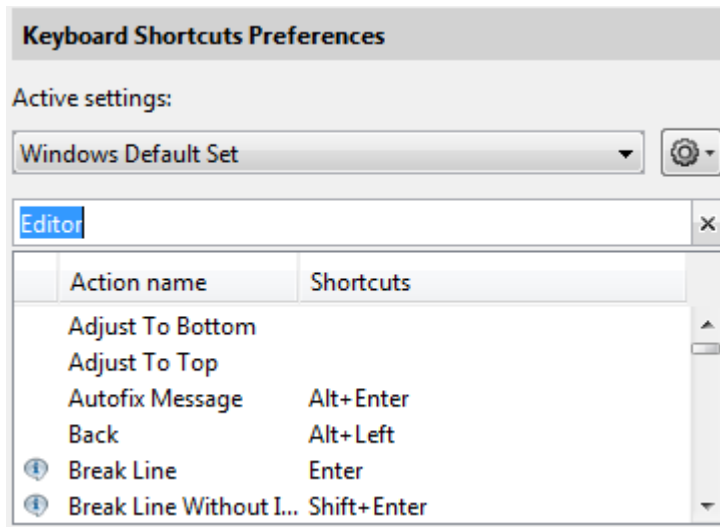 Keyboard Shortcuts Preferences
Active settings:
Windows Default Set
Editor
Action name Shortcuts
Adjust To Bottom
Adjust To Top
Autofix Message Alt+Enter
Back Alt+Left
Break Line Enter
Break Line Without I... Shift+Enter